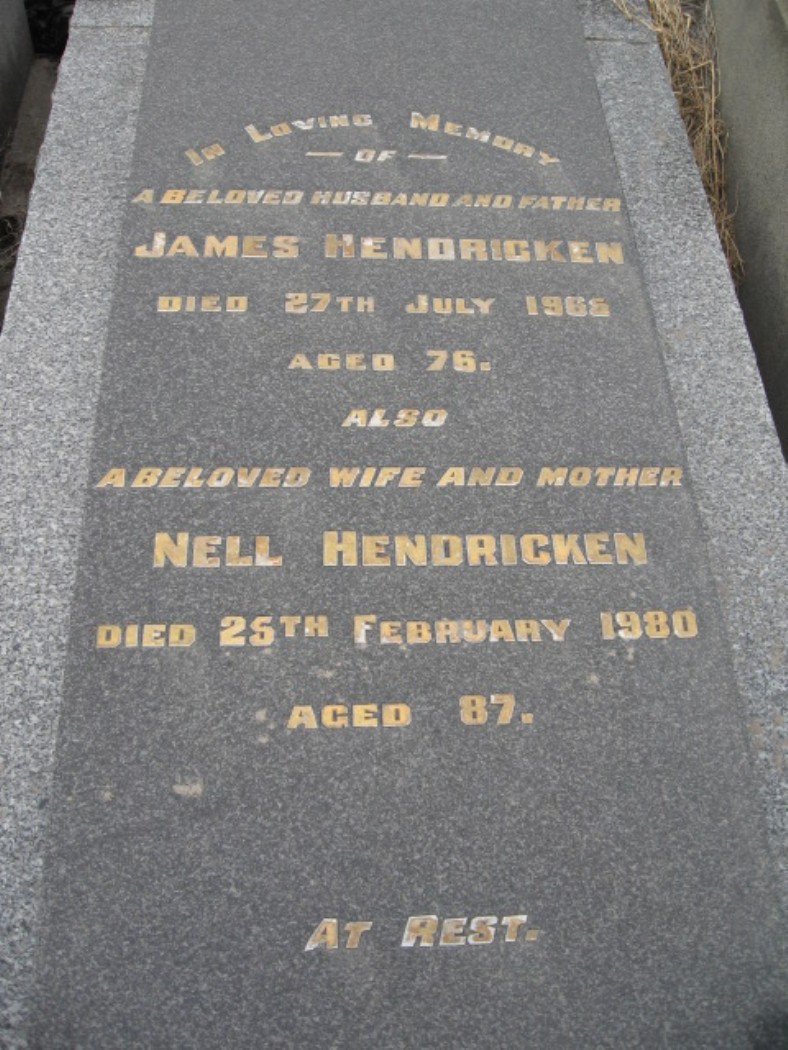 In Loving Memory
— OF —
A BELOVED HUSBAND AND FATHER
JAMES HENDRICKEN
DIED 27TH JULY
AGED 76.
ALSO
A BELOVED WIFE AND MOTHER
NELL HENDRICKEN
DIED 25TH FEBRUARY 1980
AGED 87.
AT REST.